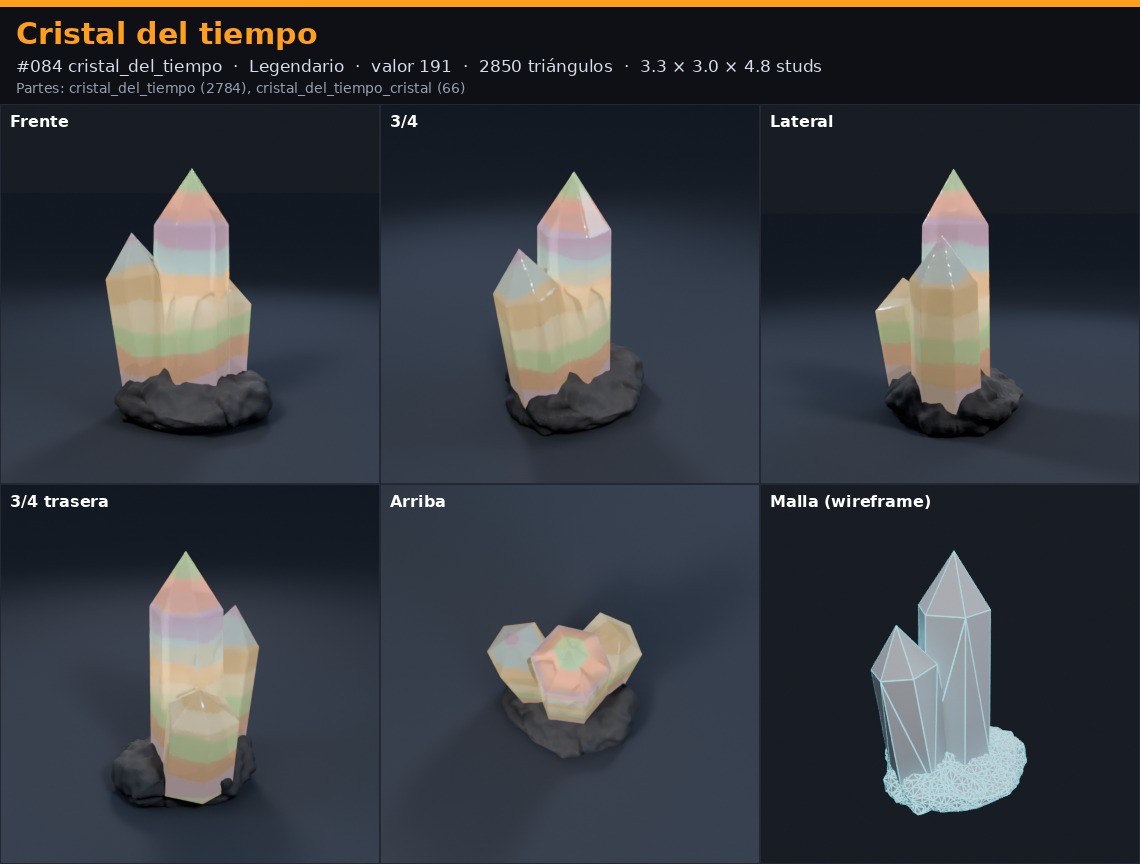 Cristal del tiempo
#084 cristal_del_tiempo · Legendario · valor 191 · 2850 triángulos · 3.3 × 3.0 × 4.8 studs
Partes: cristal_del_tiempo (2784), cristal_del_tiempo_cristal (66)
Frente
3/4
Lateral
3/4 trasera
Arriba
Malla (wireframe)